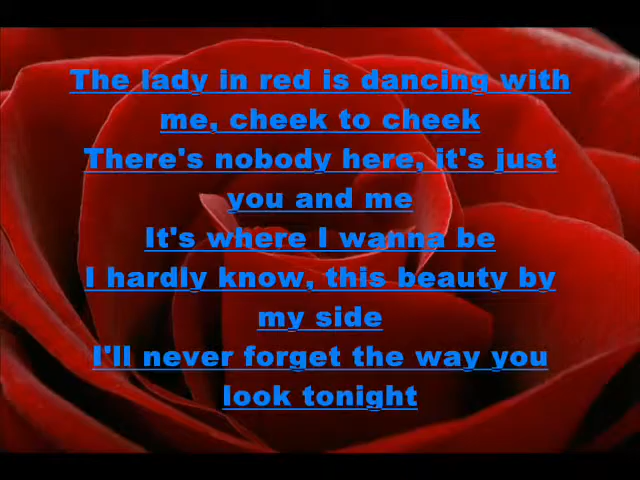 The lady in red is dancing with
me, cheek to cheek
There's nobody here, it's just
you and me
It's where I wanna be
I hardly know, this beauty by
my side
I'll never forget the way you
look tonight